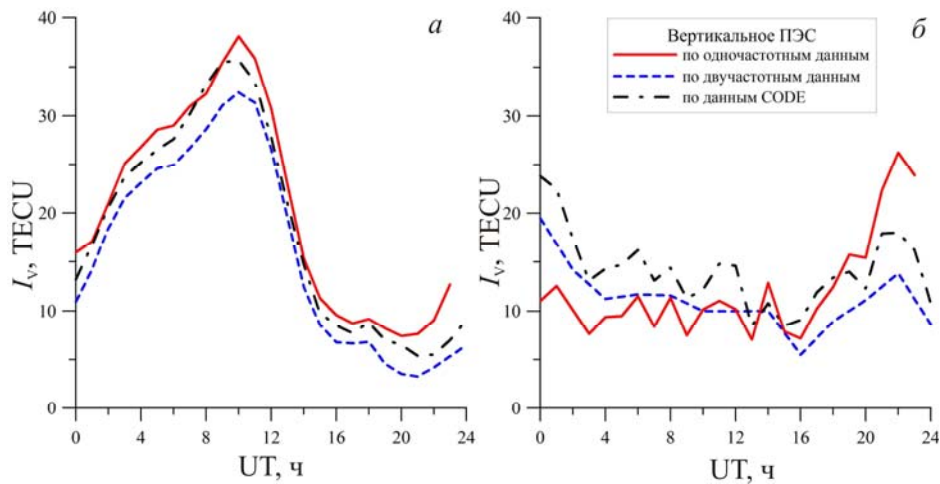 а
40
30
20
10
0
Iv, TECU
0 4 8 12 16 20 24
UT, ч
б
Вертикальное ПЭС
по одночастотным данным
по двучастотным данным
по данным CODE
40
30
20
10
0
Iv, TECU
0 4 8 12 16 20 24
UT, ч